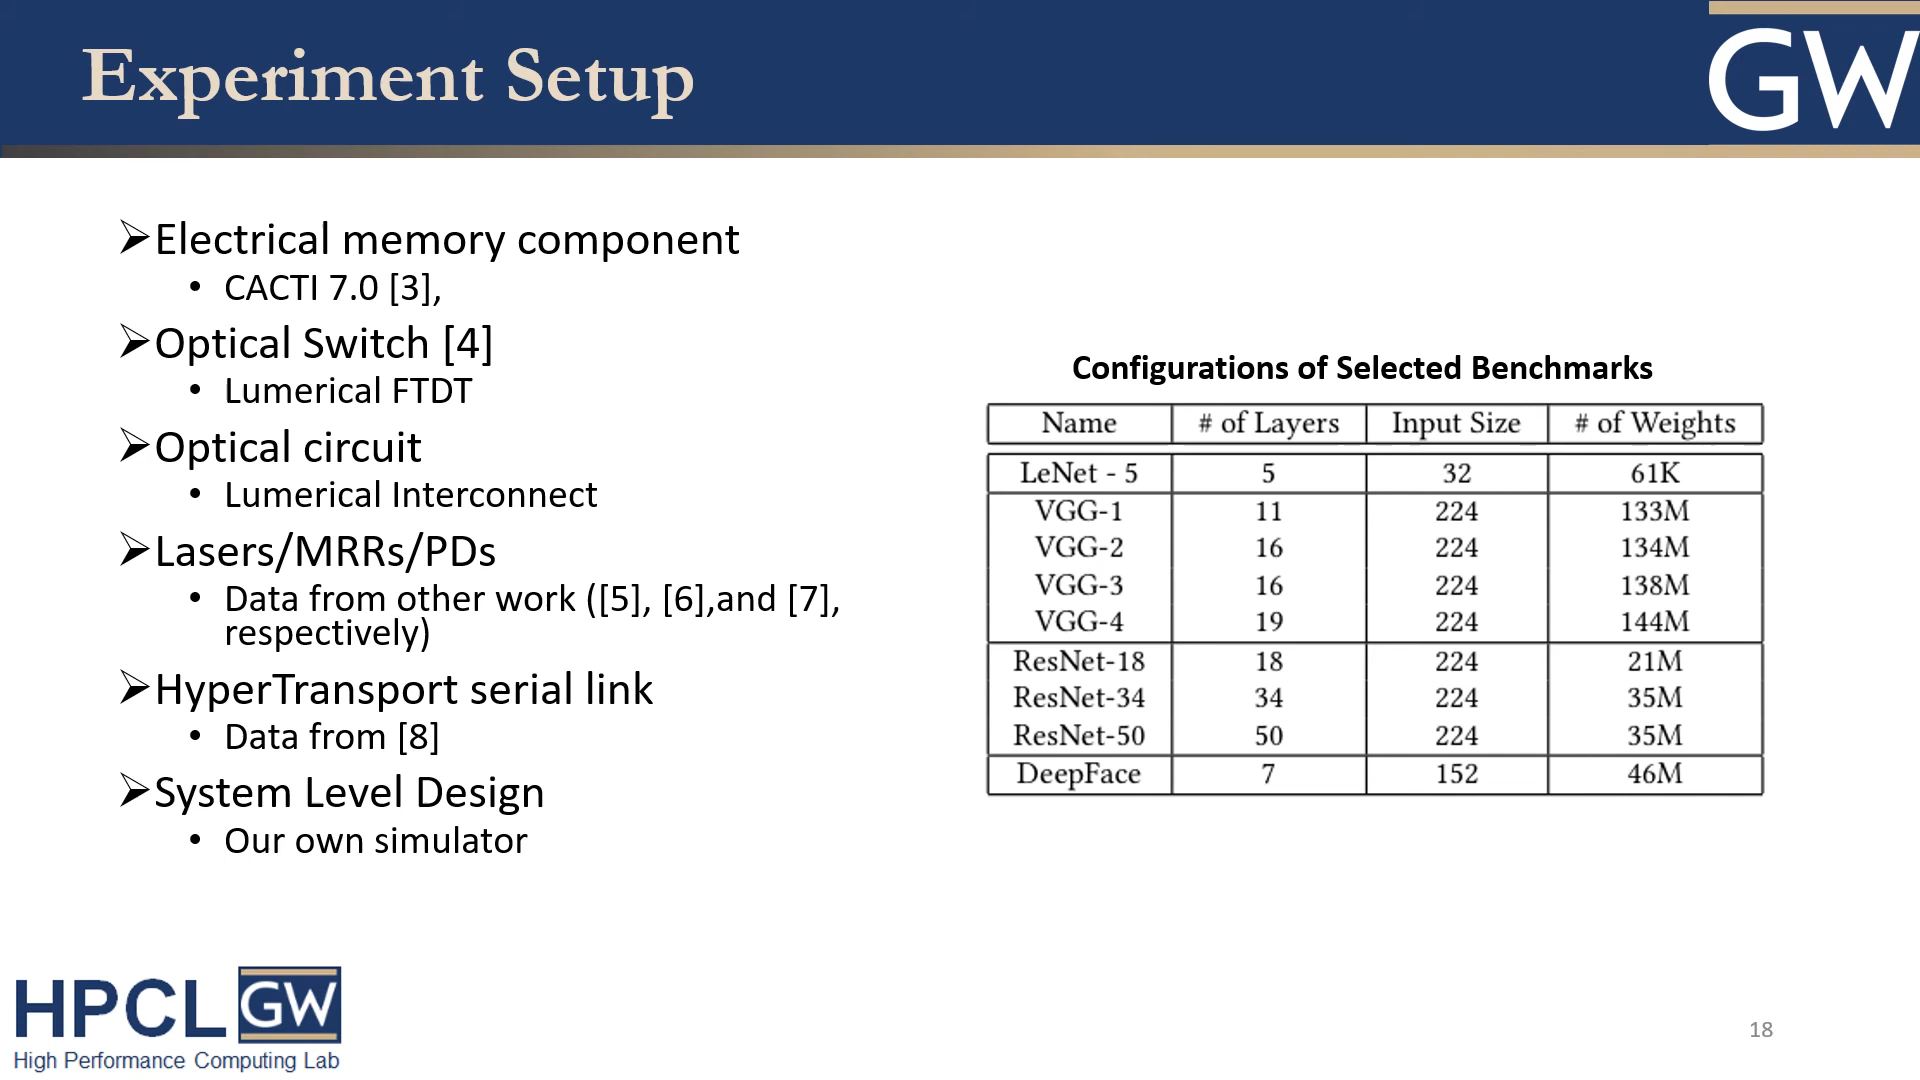 Experiment Setup
GW
➢Electrical memory component
• CACTI 7.0 [3],
➢Optical Switch [4]
• Lumerical FTDT
➢Optical circuit
• Lumerical Interconnect
➢Lasers/MRRs/PDs
• Data from other work ([5], [6],and [7],
respectively)
➢HyperTransport serial link
• Data from [8]
➢System Level Design
• Our own simulator
Configurations of Selected Benchmarks
Name # of Layers Input Size # of Weights
LeNet - 5 5 32 61K
VGG-1 11 224 133M
VGG-2 16 224 134M
VGG-3 16 224 138M
VGG-4 19 224 144M
ResNet-18 18 224 21M
ResNet-34 34 224 35M
ResNet-50 50 224 35M
DeepFace 7 152 46M
HPCL GW
High Performance Computing Lab
18